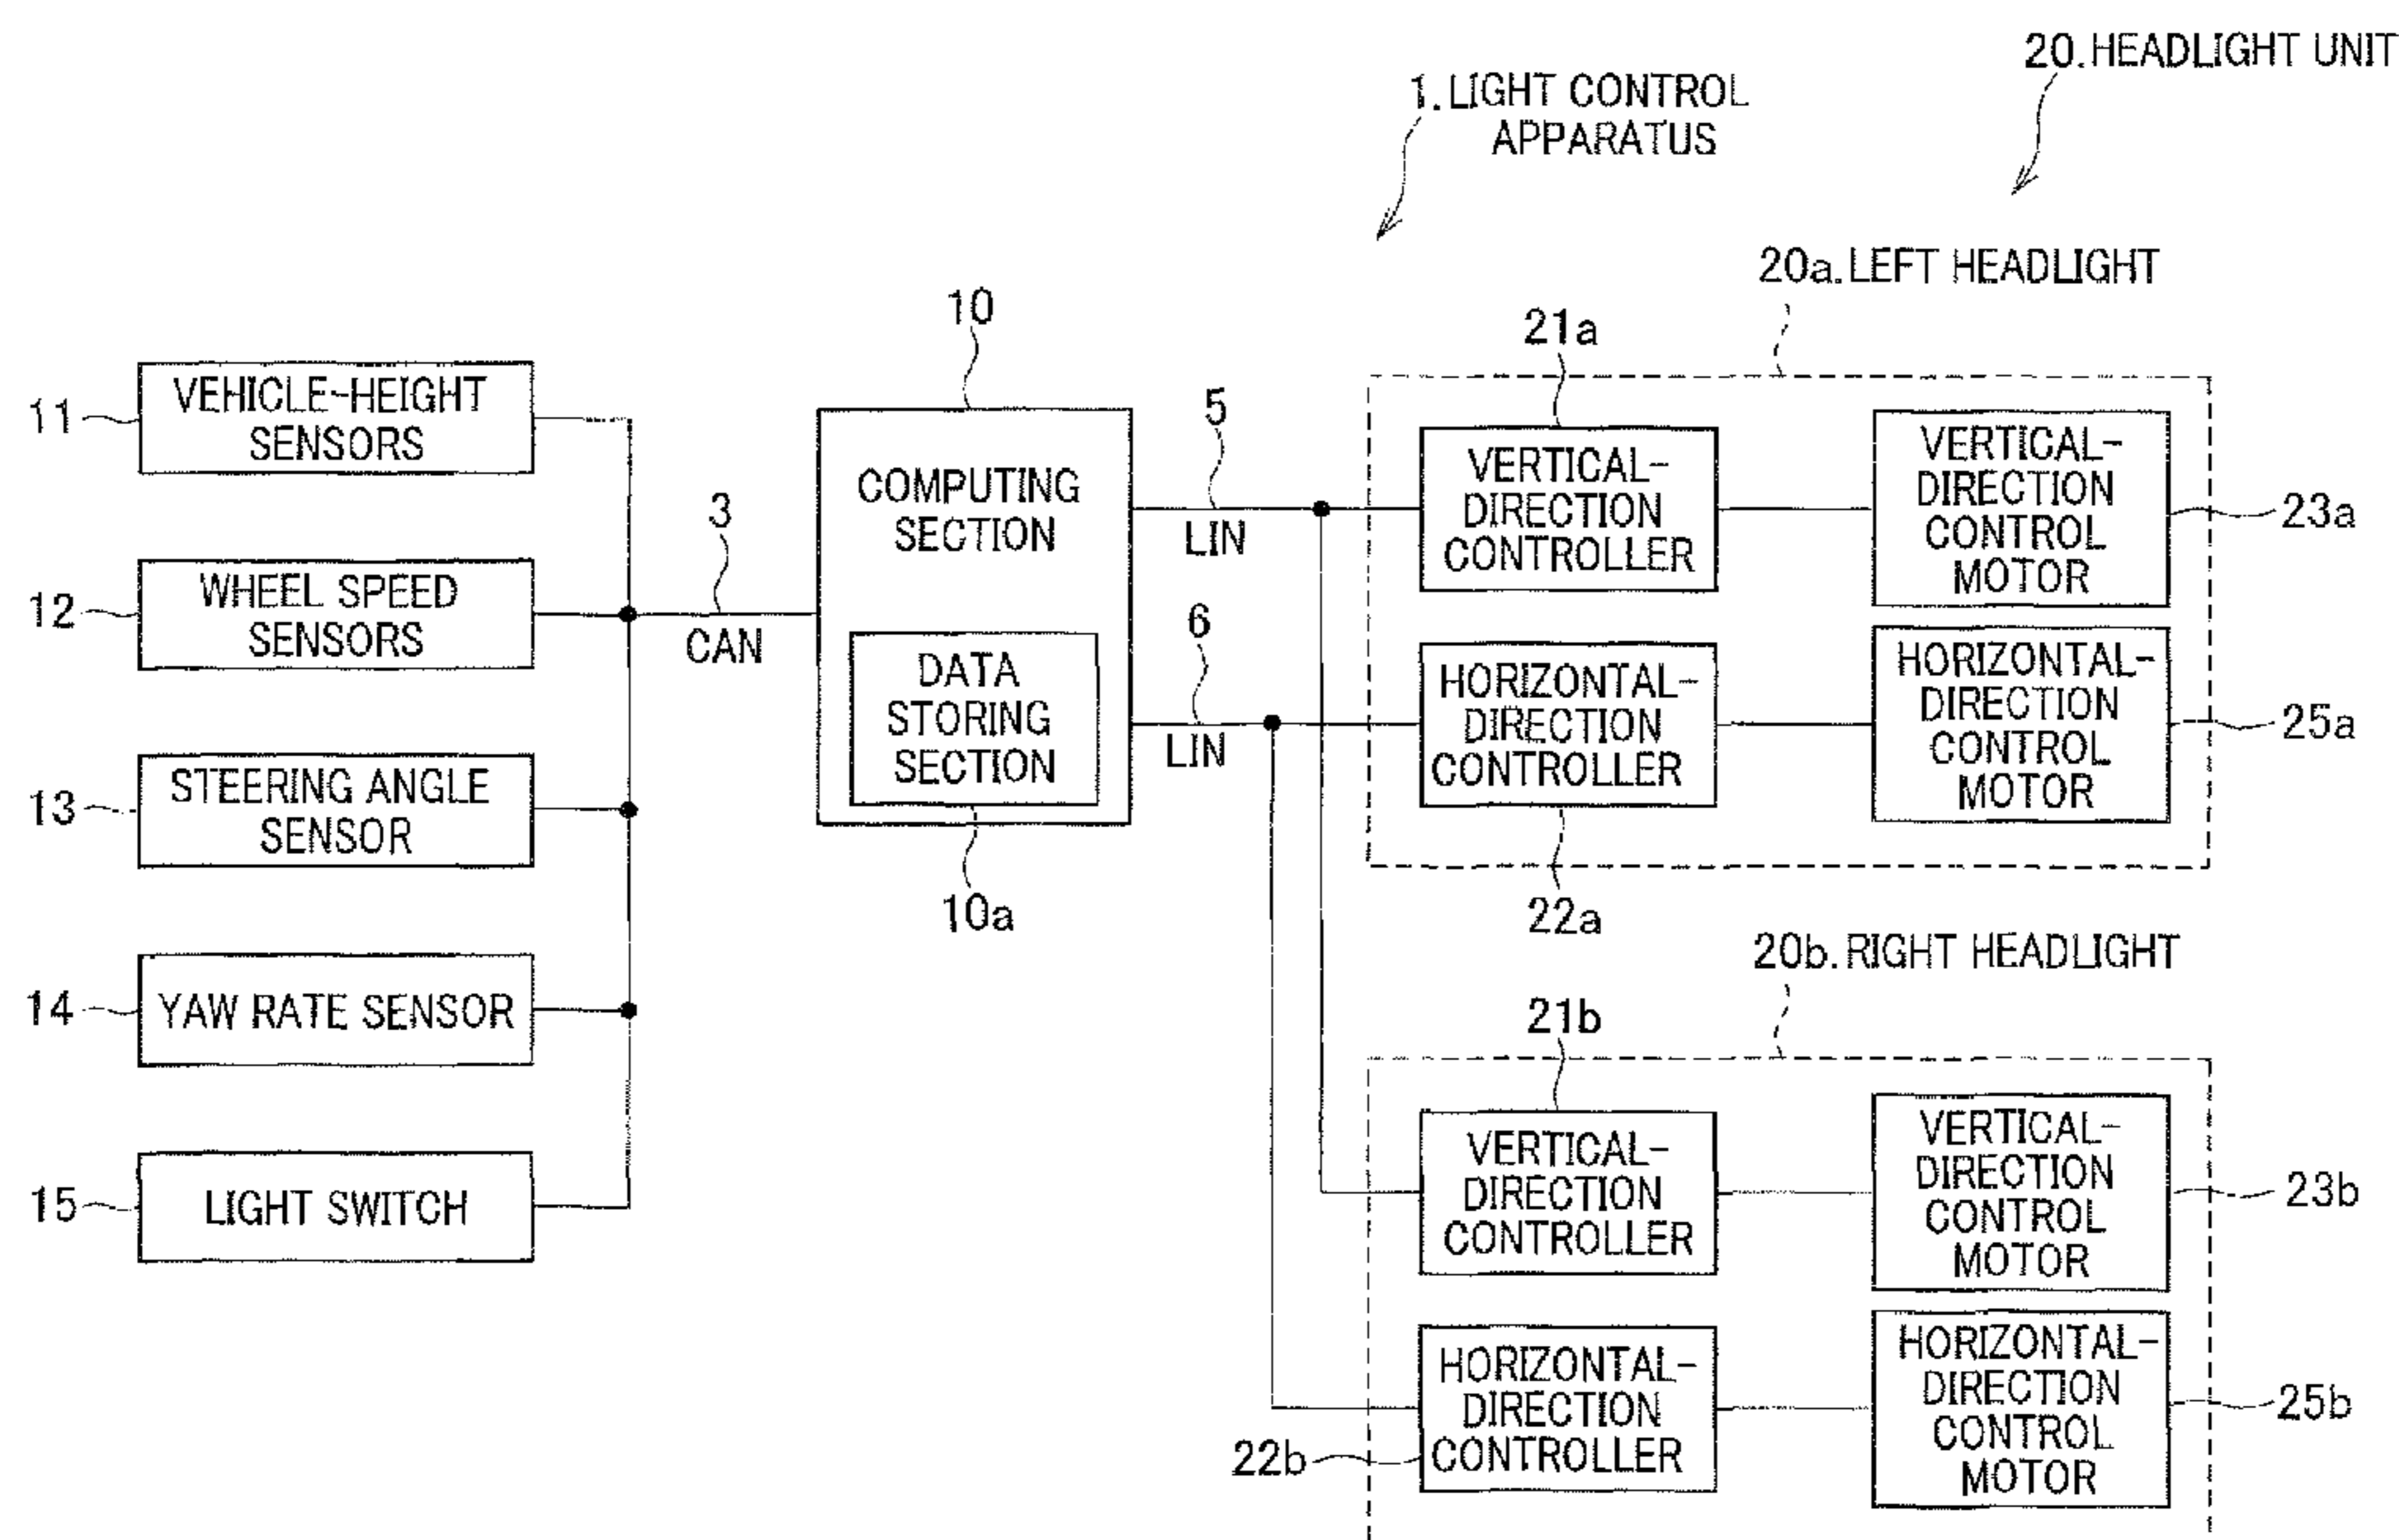 20.HEADLIGHT UNIT
1.LIGHT CONTROL
APPARATUS
20a.LEFT HEADLIGHT
10
21a
11
VEHICLE-HEIGHT
SENSORS
12
WHEEL SPEED
SENSORS
13
STEERING ANGLE
SENSOR
14
YAW RATE SENSOR
15
LIGHT SWITCH
3
CAN
COMPUTING
SECTION
DATA
STORING
SECTION
10a
5
LIN
6
LIN
VERTICAL-
DIRECTION
CONTROLLER
VERTICAL-
DIRECTION
CONTROL
MOTOR
23a
HORIZONTAL-
DIRECTION
CONTROLLER
HORIZONTAL-
DIRECTION
CONTROL
MOTOR
25a
22a
20b.RIGHT HEADLIGHT
21b
VERTICAL-
DIRECTION
CONTROLLER
VERTICAL-
DIRECTION
CONTROL
MOTOR
23b
22b
HORIZONTAL-
DIRECTION
CONTROLLER
HORIZONTAL-
DIRECTION
CONTROL
MOTOR
25b